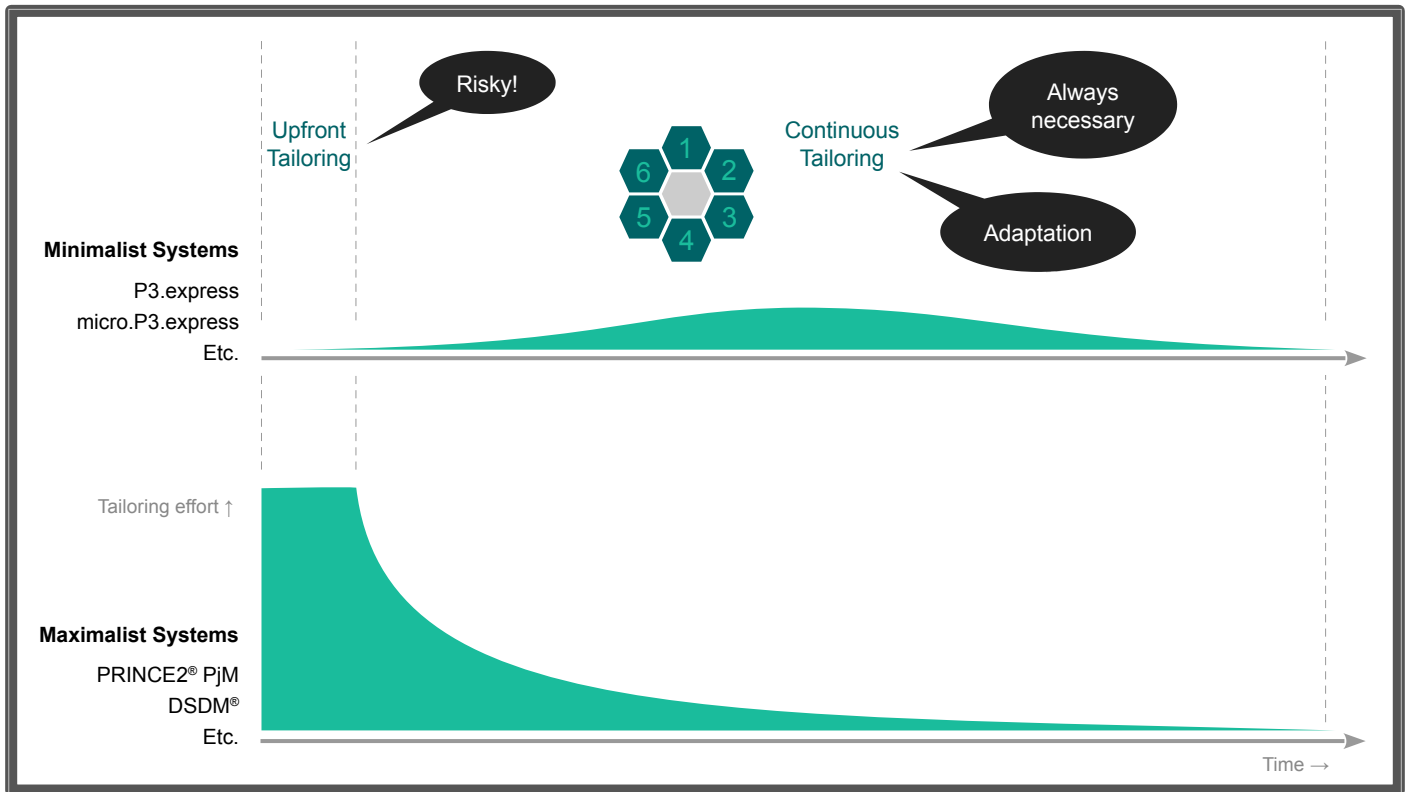 Risky!
Upfront
Tailoring
Always
necessary
Continuous
Tailoring
Adaptation
1
2
3
4
5
6
Minimalist Systems
P3.express
micro.P3.express
Etc.
Tailoring effort ↑
Maximalist Systems
PRINCE2® PjM
DSDM®
Etc.
Time →